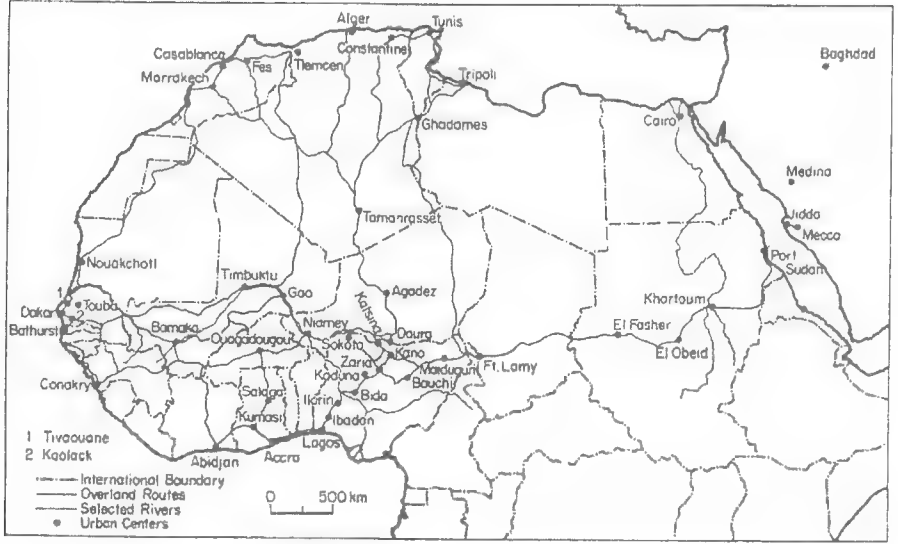 Alger
Tunis
Constantine
Casablanca
Fes
Tlemcen
Marrakech
Tripoli
Ghadames
Baghdad
Cairo
Medina
Jidda
Mecca
Tamanrasset
Port
Sudan
Nouakchott
Timbuktu
Gao
Agadez
Khartoum
1
Touba
Dakar
2
Bathurst
Bamako
Ouagadougou
Niamey
Katsina
Sokoto
Daura
Kano
Zaria
Kaduna
Maiduguri
Bauchi
Ft. Lamy
El Fasher
El Obeid
Conakry
Salaga
Ilorin
Bida
Kumasi
Ibadan
Lagos
Abidjan
Accra
1 Tivaouane
2 Kaolack
International Boundary
Overland Routes
Selected Rivers
Urban Centers
0 500 km